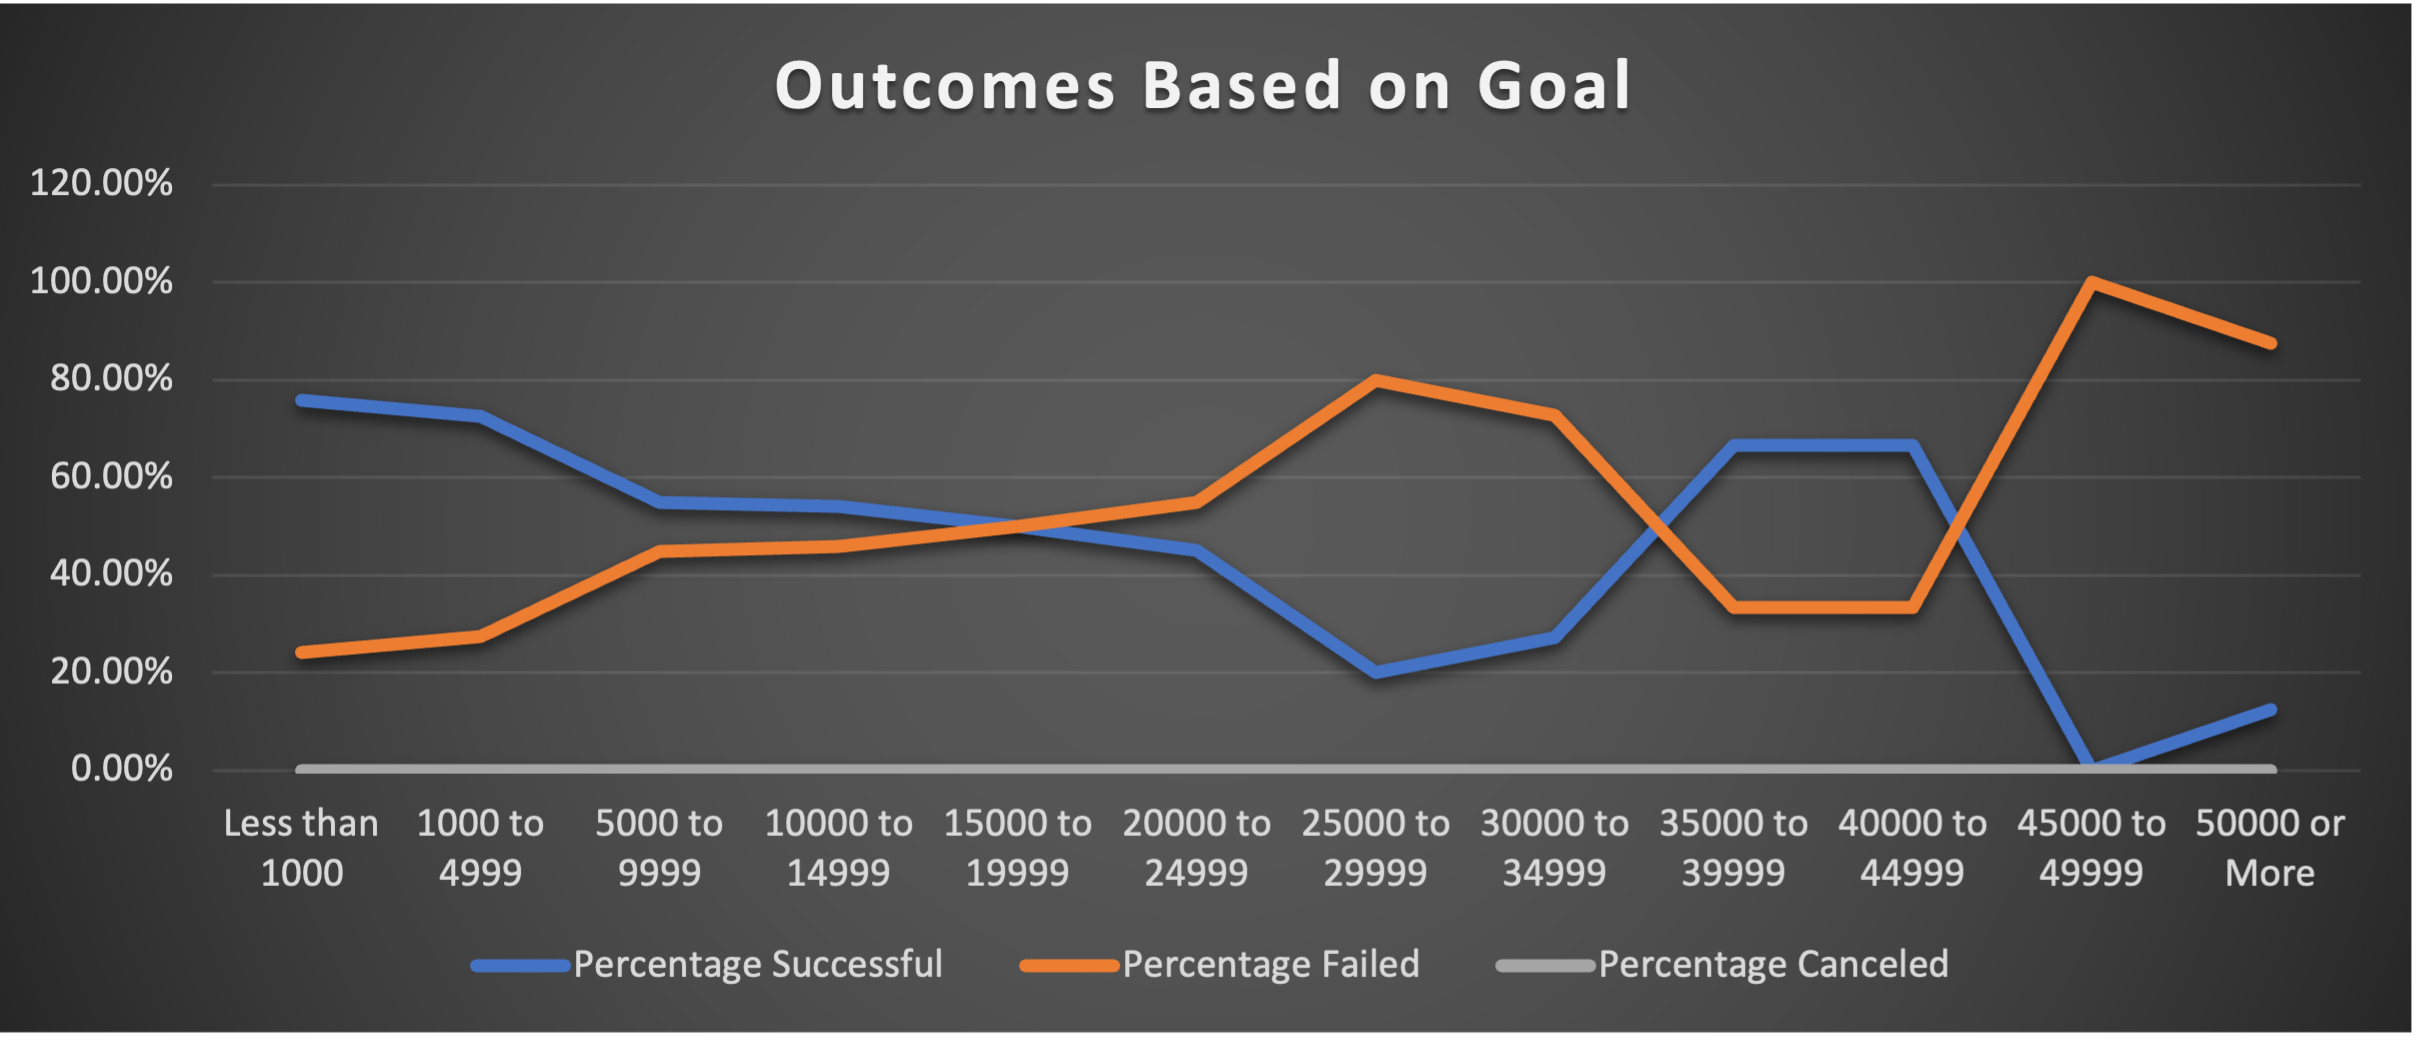 Outcomes Based on Goal
120.00%
100.00%
80.00%
60.00%
40.00%
20.00%
0.00%
Less than 1000 to 5000 to 10000 to 15000 to 20000 to 25000 to 30000 to 35000 to 40000 to 45000 to 50000 or
1000 4999 9999 14999 19999 24999 29999 34999 39999 44999 49999 More
Percentage Successful Percentage Failed Percentage Canceled